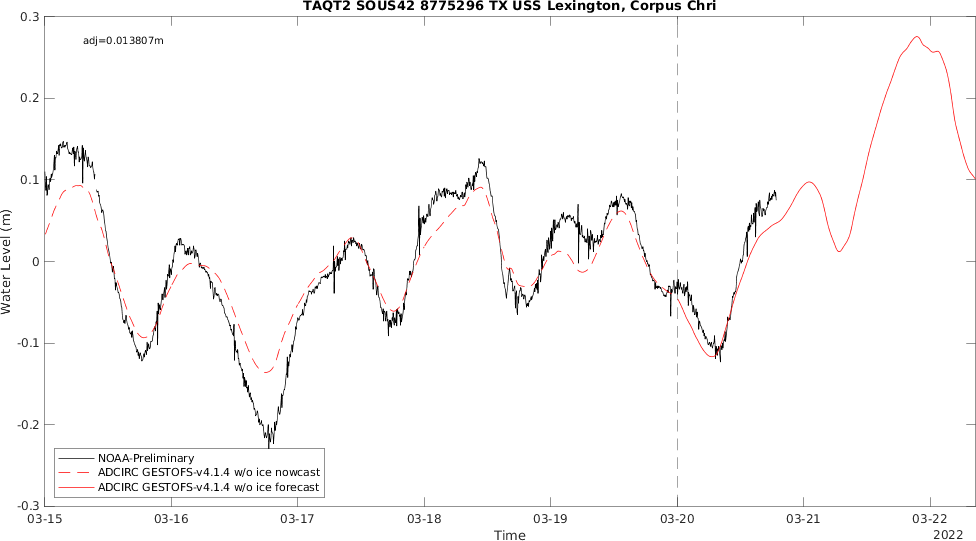 TAQT2 SOUS42 8775296 TX USS Lexington, Corpus Chri
adj=0.013807m
0.3
0.2
0.1
0
-0.1
-0.2
-0.3
Water Level (m)
NOAA-Preliminary
ADCIRC GESTOFS-v4.1.4 w/o ice nowcast
ADCIRC GESTOFS-v4.1.4 w/o ice forecast
03-15 03-16 03-17 03-18 03-19 03-20 03-21 03-22
Time
2022